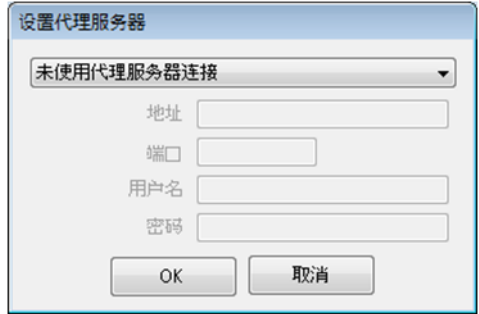 设置代理服务器
未使用代理服务器连接
地址
端口
用户名
密码
OK 取消